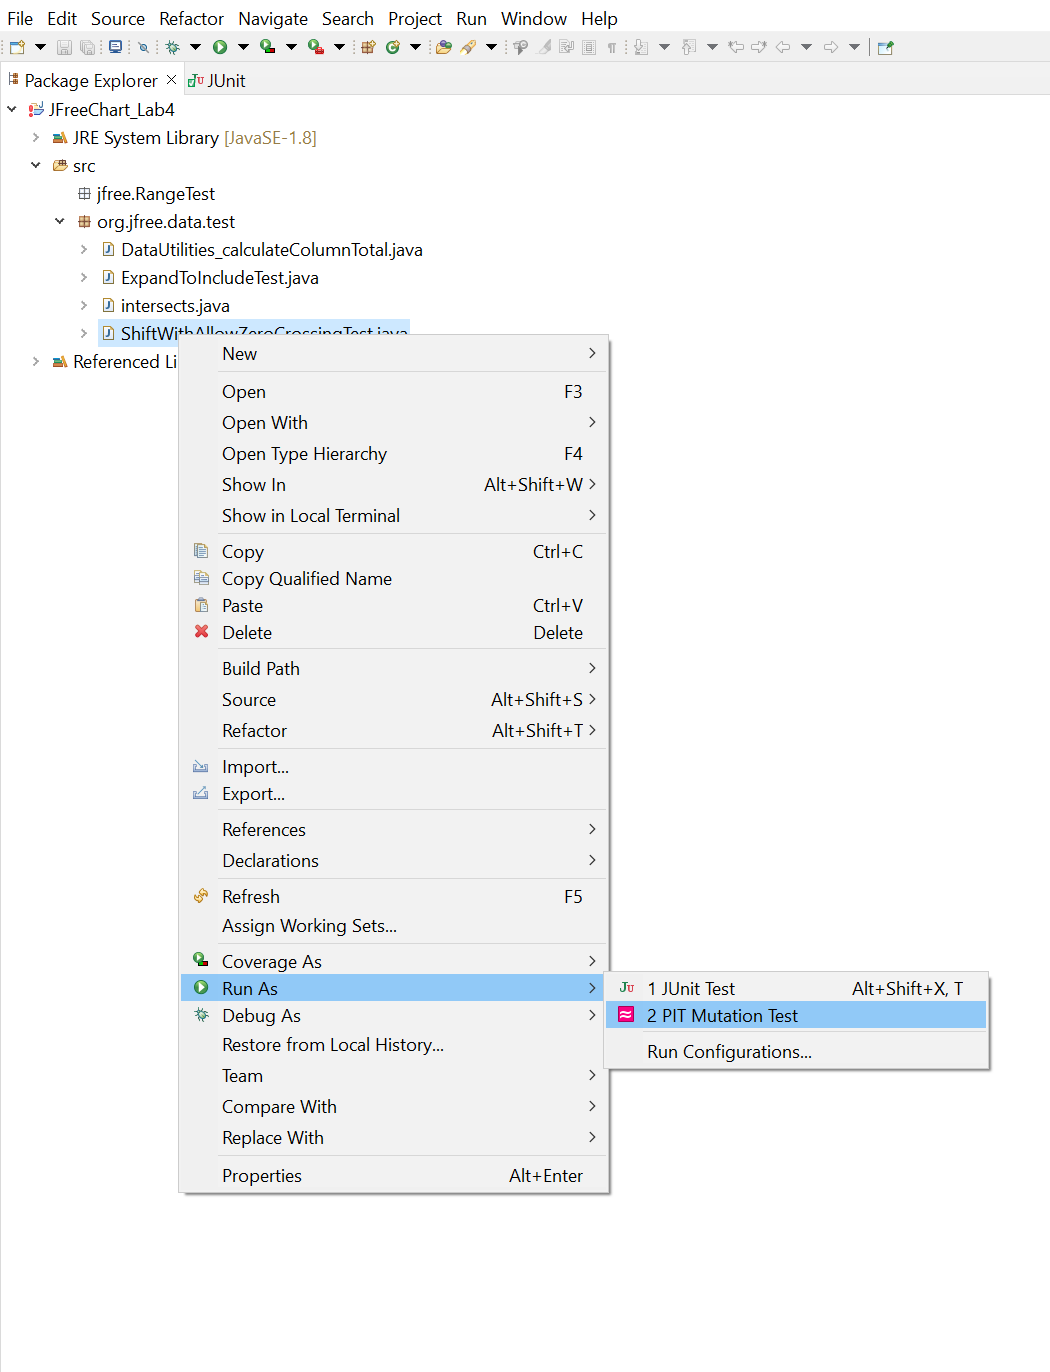 File Edit Source Refactor Navigate Search Project Run Window Help
Package Explorer JUnit
JFreeChart_Lab4
JRE System Library [JavaSE-1.8]
src
jfree.RangeTest
org.jfree.data.test
DataUtilities_calculateColumnTotal.java
ExpandToIncludeTest.java
intersects.java
ShiftWithAllowZeroCrossingTest.java
Referenced Li
New
Open F3
Open With
Open Type Hierarchy F4
Show In Alt+Shift+W
Show in Local Terminal
Copy Ctrl+C
Copy Qualified Name
Paste Ctrl+V
Delete Delete
Build Path
Source Alt+Shift+S
Refactor Alt+Shift+T
Import...
Export...
References
Declarations
Refresh F5
Assign Working Sets...
Coverage As
Run As
1 JUnit Test Alt+Shift+X, T
Debug As
2 PIT Mutation Test
Restore from Local History...
Run Configurations...
Team
Compare With
Replace With
Properties Alt+Enter